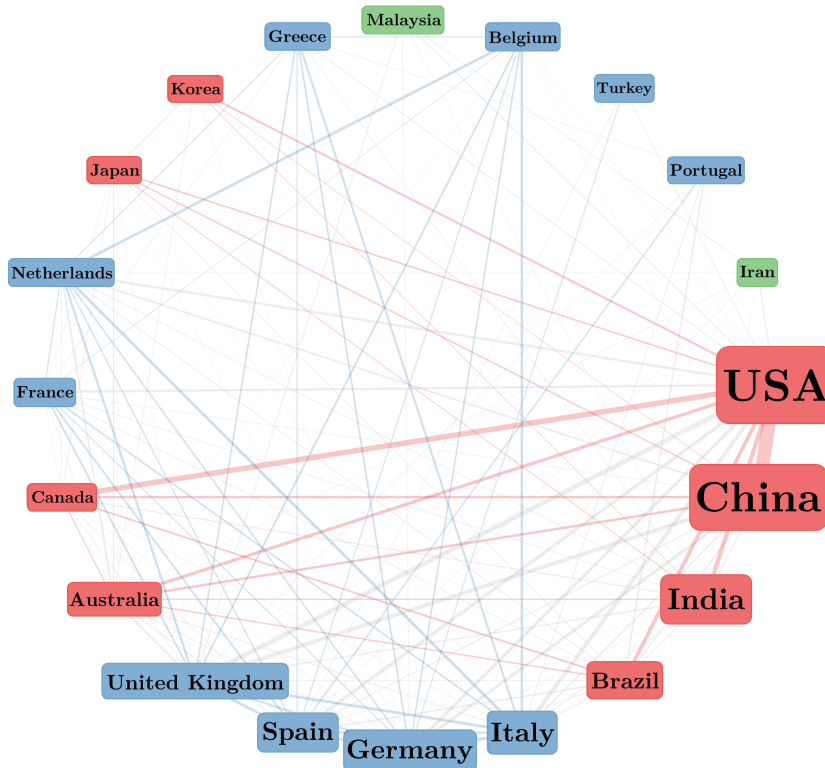 Malaysia
Greece
Belgium
Korea
Turkey
Japan
Portugal
Netherlands
Iran
France
USA
Canada
China
Australia
India
United Kingdom
Brazil
Spain
Italy
Germany